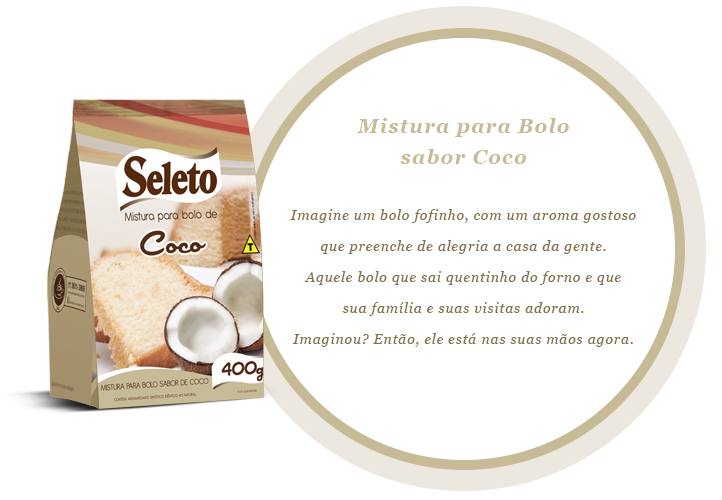 Mistura para Bolo
sabor Coco
Imagine um bolo fofinho, com um aroma gostoso
que preenche de alegria a casa da gente.
Aquele bolo que sai quentinho do forno e que
sua família e suas visitas adoram.
Imaginou? Então, ele está nas suas mãos agora.
Seleto
Mistura para bolo de
Coco
T
400g
MISTURA PARA BOLO SABOR DE COCO